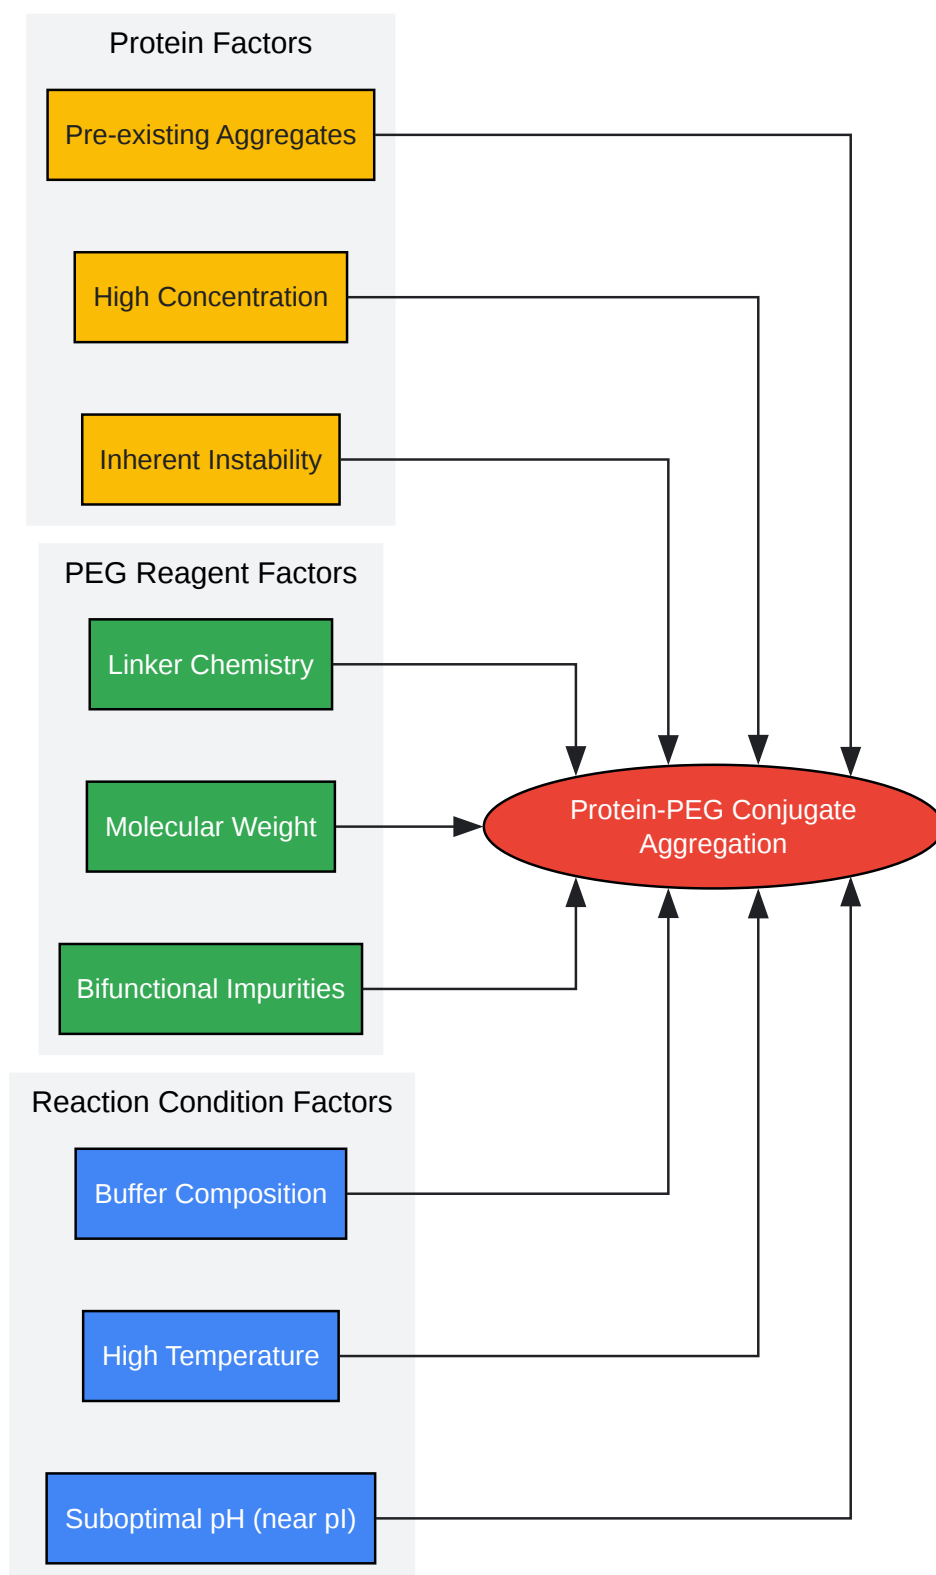 Protein Factors
Pre-existing Aggregates
High Concentration
Inherent Instability
PEG Reagent Factors
Linker Chemistry
Molecular Weight
Bifunctional Impurities
Protein-PEG Conjugate
Aggregation
Reaction Condition Factors
Buffer Composition
High Temperature
Suboptimal pH (near pI)